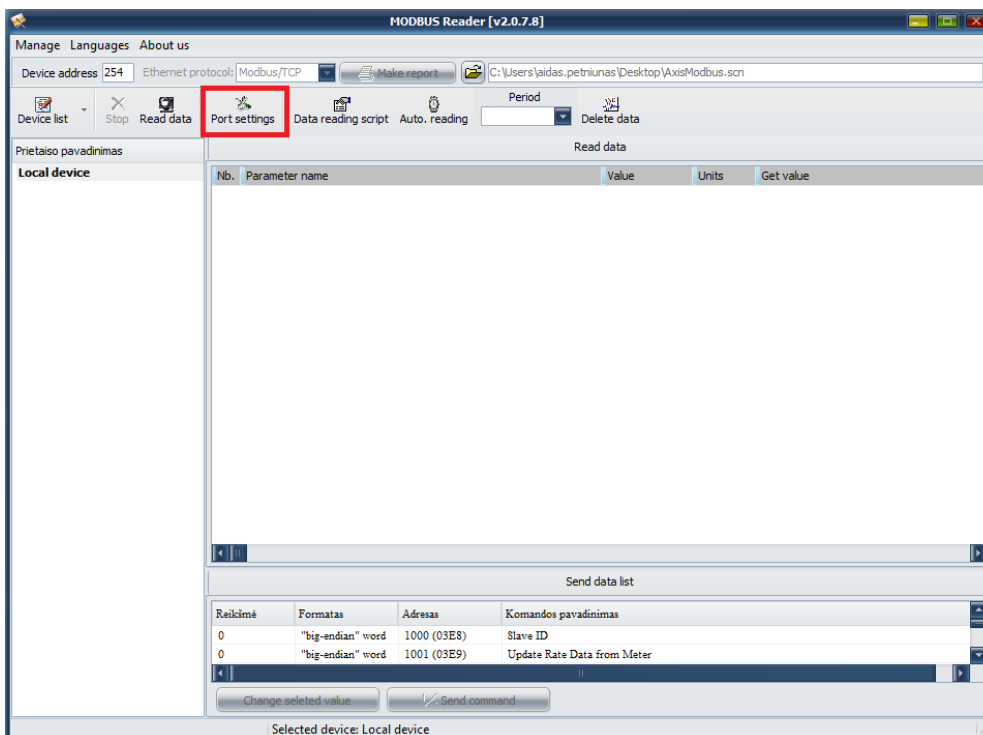 MODBUS Reader [v2.0.7.8]
Manage Languages About us
Device address 254 Ethernet protocol: Modbus/TCP Make report C:\Users\aidas.petniunas\Desktop\AxisModbus.scn
Device list Stop Read data Port settings Data reading script Auto. reading Period Delete data
Prietaiso pavadinimas Read data
Local device Nb. Parameter name Value Units Get value
Send data list
Reikšmė Formatas Adresas Komandos pavadinimas
0 "big-endian" word 1000 (03E8) Slave ID
0 "big-endian" word 1001 (03E9) Update Rate Data from Meter
Change seleted value Send command
Selected device: Local device